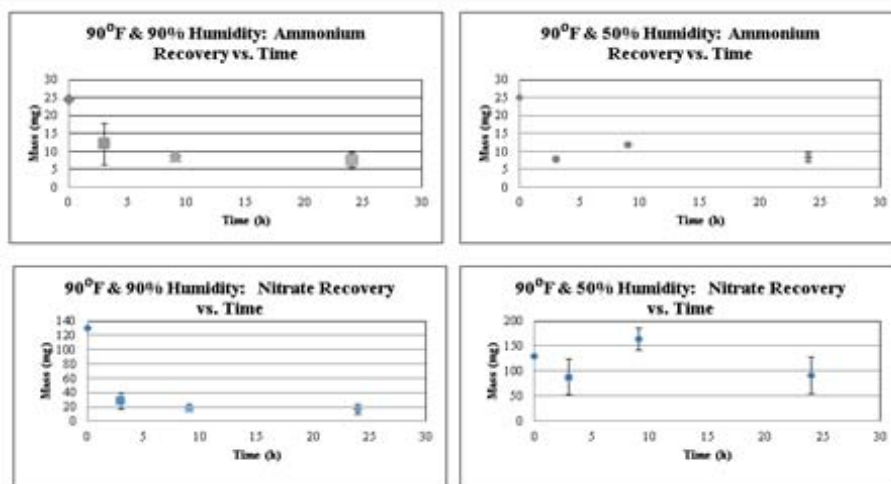 90°F & 90% Humidity: Ammonium
Recovery vs. Time
Mass (mg)
30
25
20
15
10
5
0
0 5 10 15 20 25 30
Time (h)
90°F & 50% Humidity: Ammonium
Recovery vs. Time
Mass (mg)
30
25
20
15
10
5
0
0 5 10 15 20 25 30
Time (h)
90°F & 90% Humidity: Nitrate Recovery
vs. Time
Mass (mg)
140
120
100
80
60
40
20
0
0 5 10 15 20 25 30
Time (h)
90°F & 50% Humidity: Nitrate Recovery
vs. Time
Mass (mg)
200
150
100
50
0
0 5 10 15 20 25 30
Time (h)